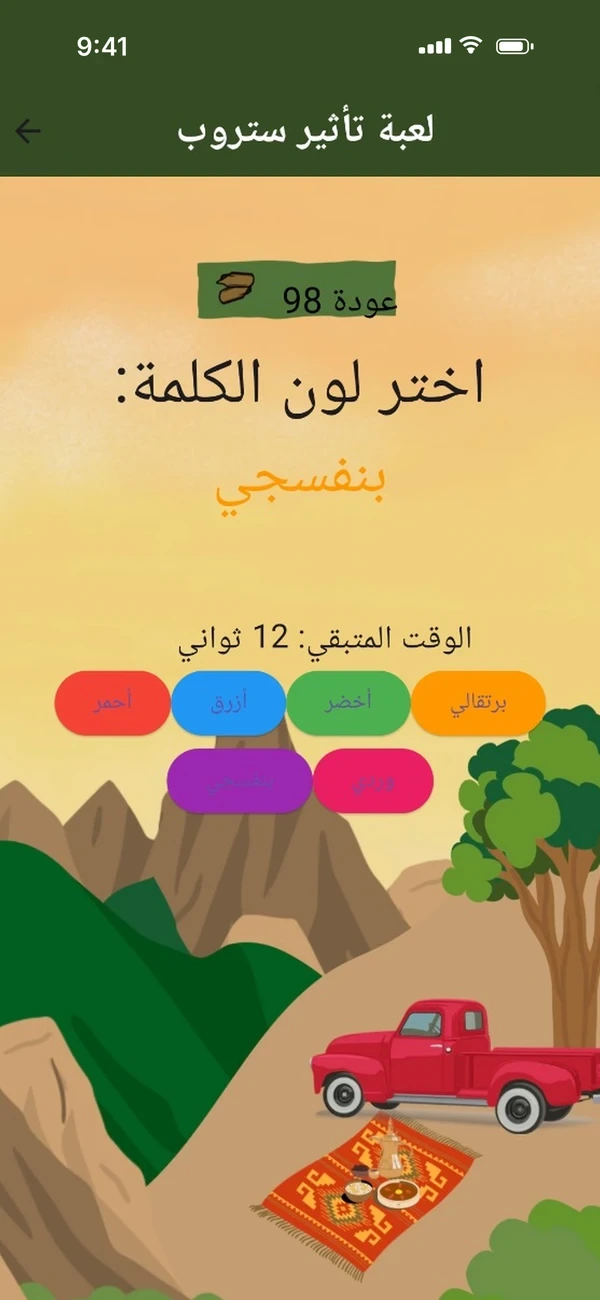 9:41
لعبة تأثير ستروب
عودة 98
اختر لون الكلمة:
بنفسجي
الوقت المتبقي: 12 ثواني
برتقالي أخضر أزرق أحمر
وردي بنفسجي